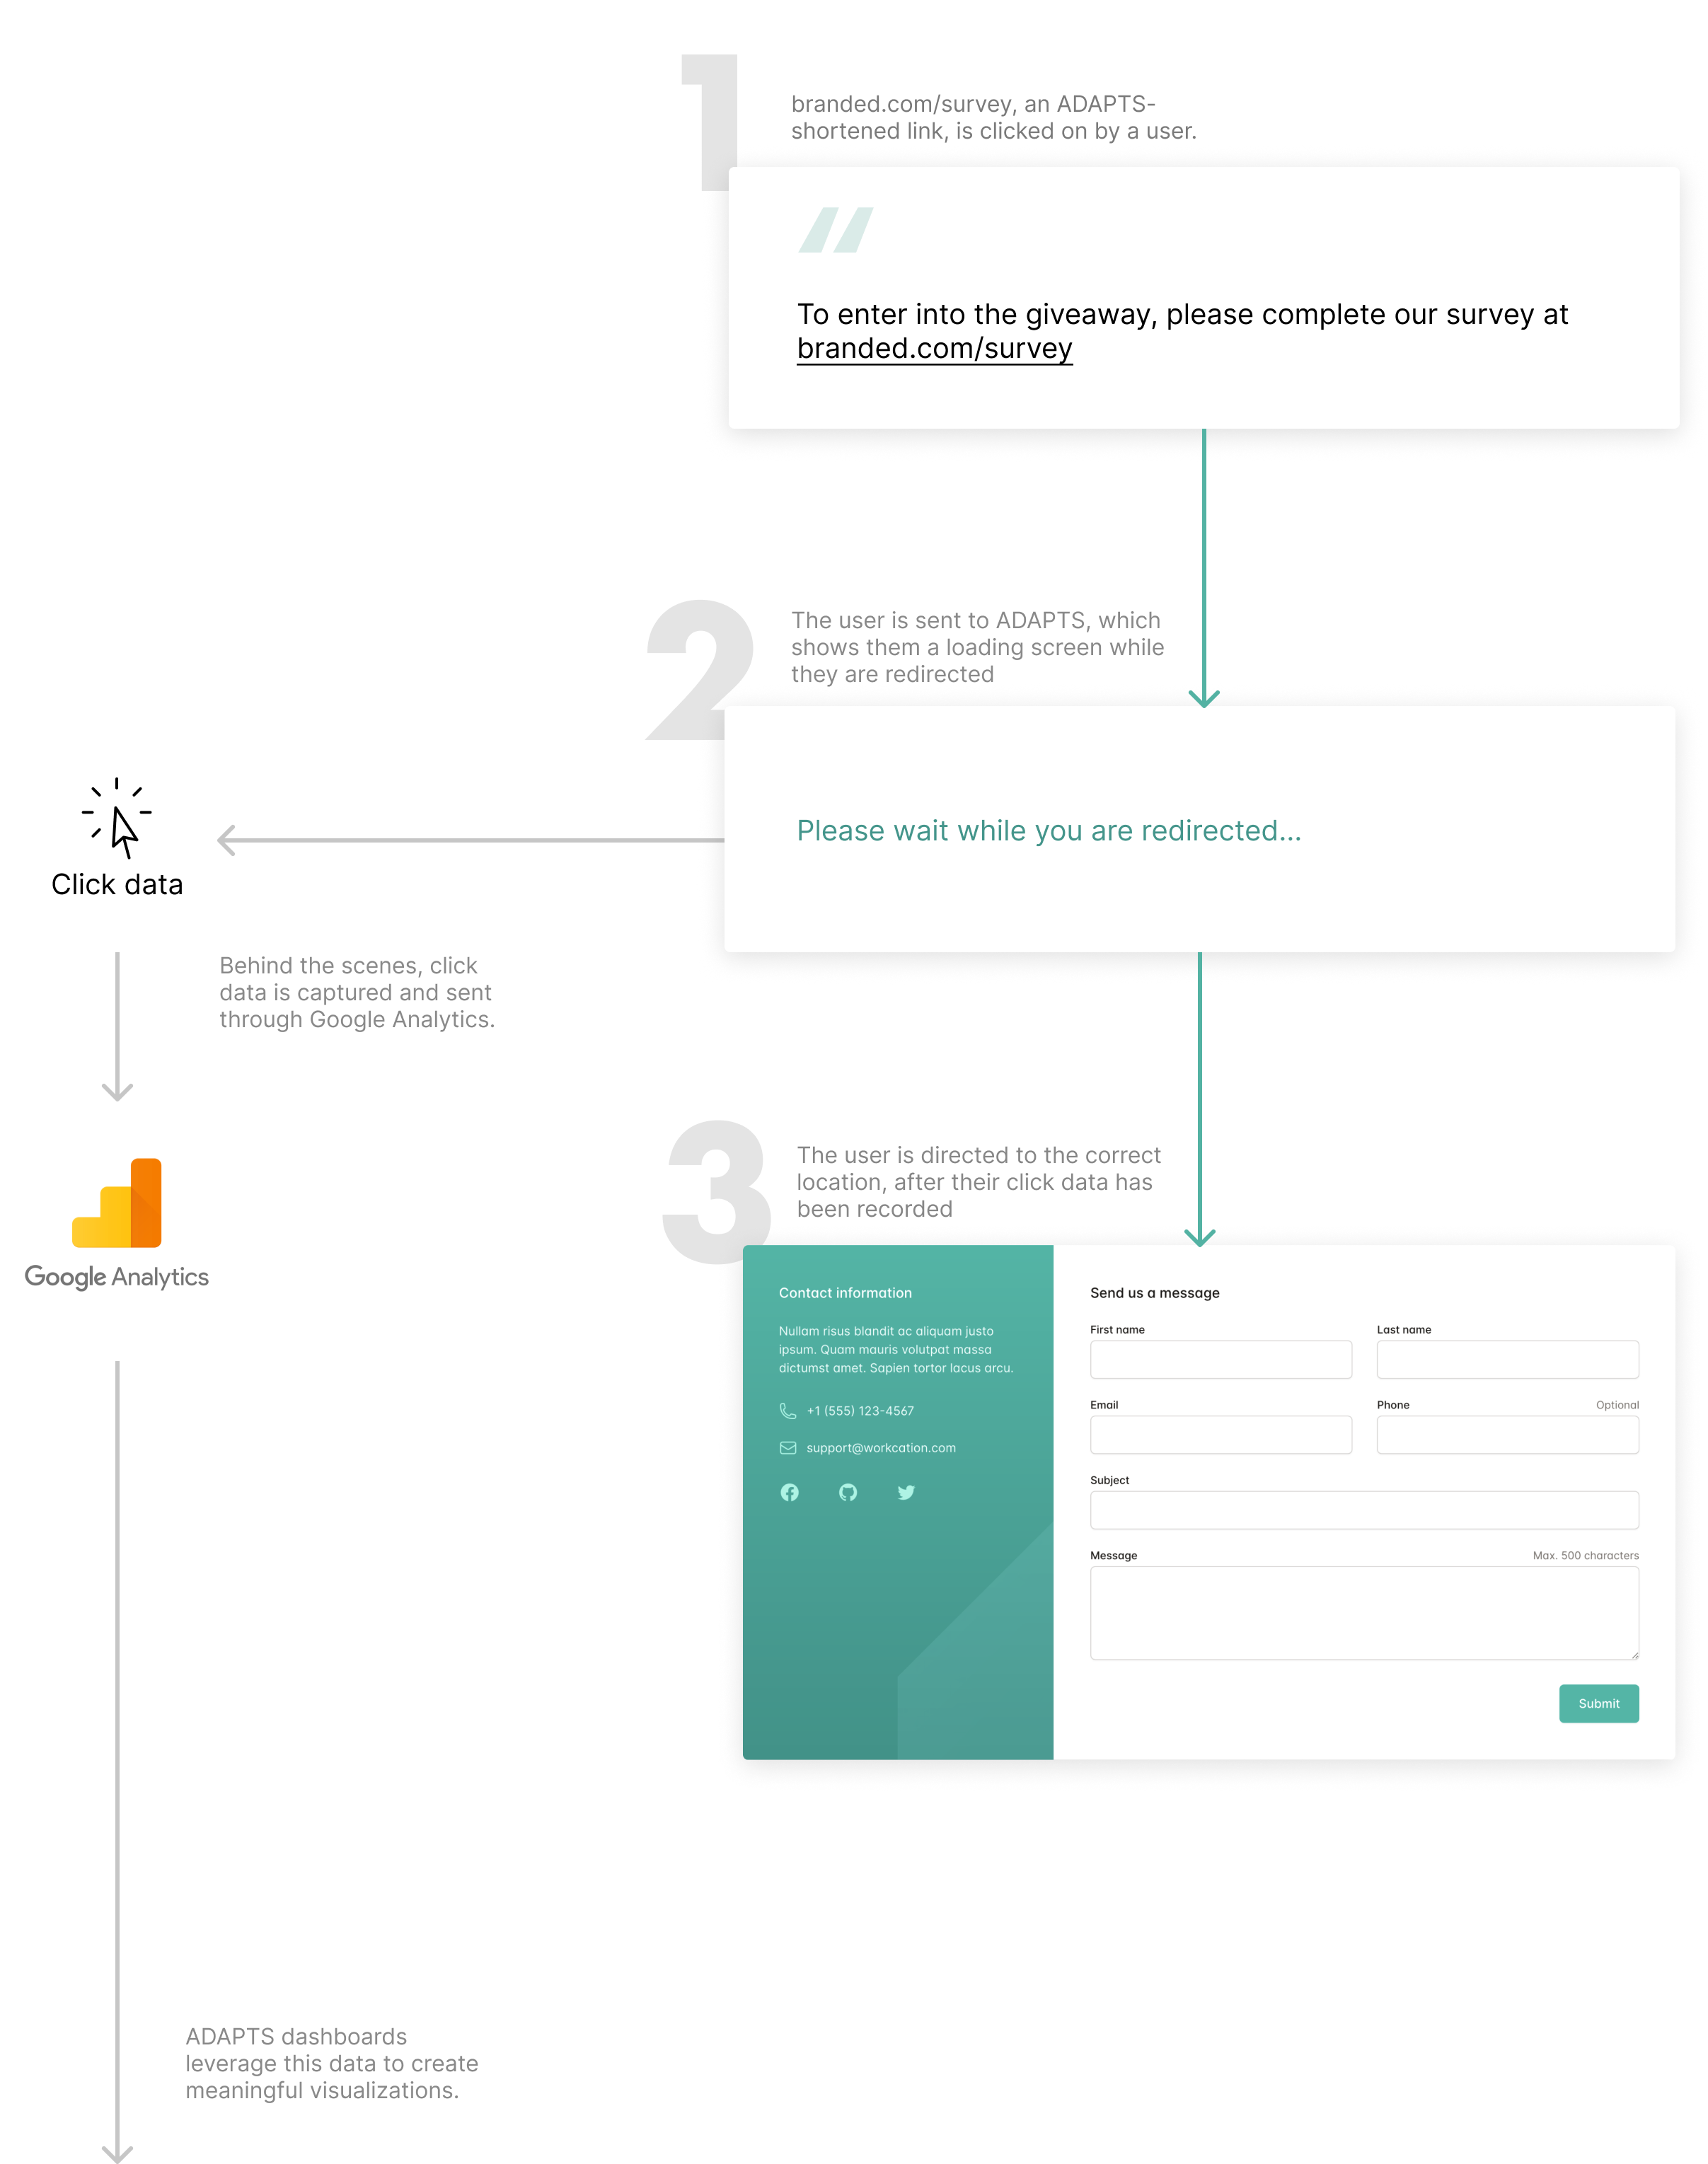 1
branded.com/survey, an ADAPTS-
shortened link, is clicked on by a user.
To enter into the giveaway, please complete our survey at
branded.com/survey
2
The user is sent to ADAPTS, which
shows them a loading screen while
they are redirected
Please wait while you are redirected...
Click data
Behind the scenes, click
data is captured and sent
through Google Analytics.
Google Analytics
3
The user is directed to the correct
location, after their click data has
been recorded
Contact information
Nullam risus blandit ac aliquam justo
ipsum. Quam mauris volutpat massa
dictumst amet. Sapien tortor lacus arcu.
+1 (555) 123-4567
support@workcation.com
Send us a message
First name
Last name
Email
Phone
Optional
Subject
Message
Max. 500 characters
Submit
ADAPTS dashboards
leverage this data to create
meaningful visualizations.